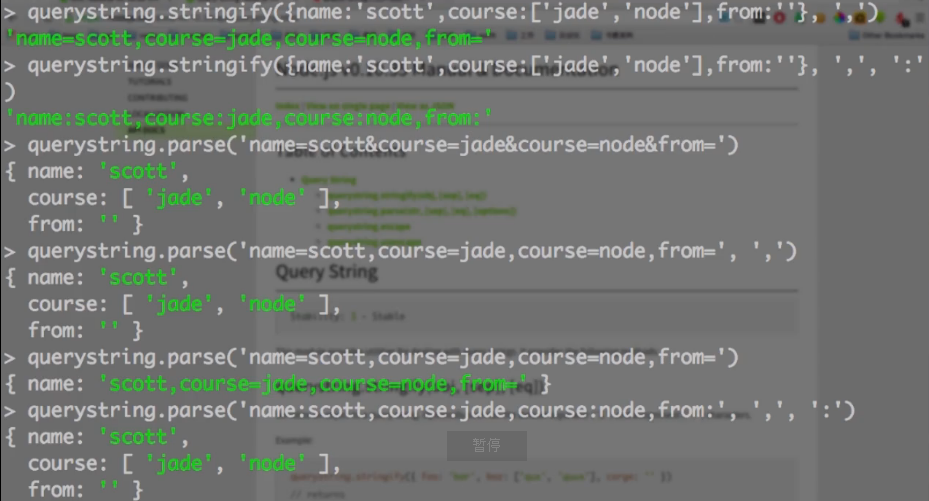 querystring.stringify({name:'scott',course:['jade','node'],from:''}, ',')
'name=scott,course=jade,course=node,from='
> querystring.stringify({name:'scott',course:['jade','node'],from:''}, ',', ':'
)
'name:scott,course:jade,course:node,from:'
> querystring.parse('name=scott&course=jade&course=node&from=')
{ name: 'scott',
course: [ 'jade', 'node' ],
from: '' }
> querystring.parse('name=scott,course=jade,course=node,from=', ',')
Query String
{ name: 'scott',
course: [ 'jade', 'node' ],
from: '' }
> querystring.parse('name=scott,course=jade,course=node,from=')
{ name: 'scott,course=jade,course=node,from=' }
> querystring.parse('name:scott,course:jade,course:node,from:', ',', ':')
{ name: 'scott',
暂停
course: [ 'jade', 'node' ],
from: '' }